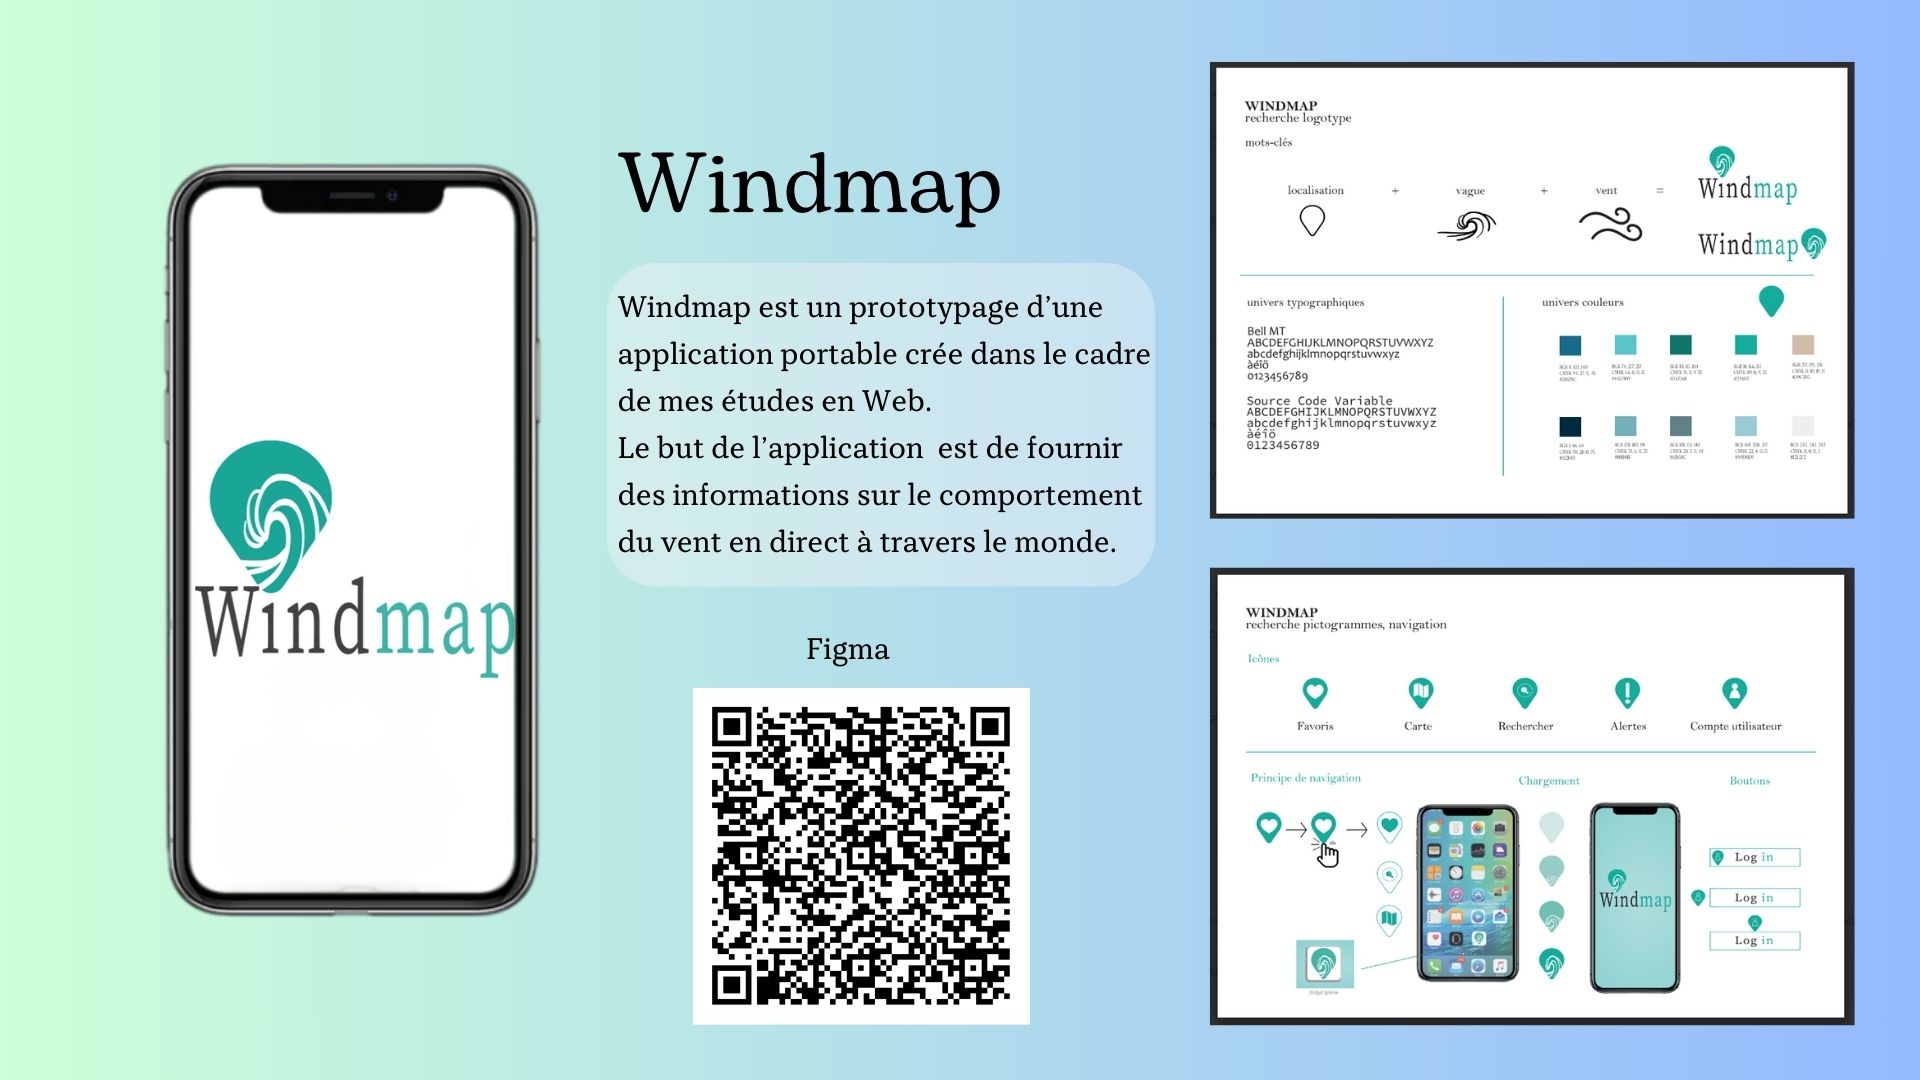 Windmap
Windmap
Windmap est un prototypage d’une
application portable crée dans le cadre
de mes études en Web.
Le but de l’application  est de fournir
des informations sur le comportement
du vent en direct à travers le monde.
Figma
WINDMAP
recherche logotype
mots-clés
localisation + vague + vent =
Windmap
Windmap
univers typographiques
Bell MT
ABCDEFGHIJKLMNOPQRSTUVWXYZ
abcdefghijklmnopqrstuvwxyz
àéîö
0123456789
Source Code Variable
ABCDEFGHIJKLMNOPQRSTUVWXYZ
abcdefghijklmnopqrstuvwxyz
àéîö
0123456789
univers couleurs
WINDMAP
recherche pictogrammes, navigation
Icônes
Favoris
Carte
Rechercher
Alertes
Compte utilisateur
Principe de navigation
Chargement
Boutons
Windmap
Log in
Log in
Log in
Widget iphone